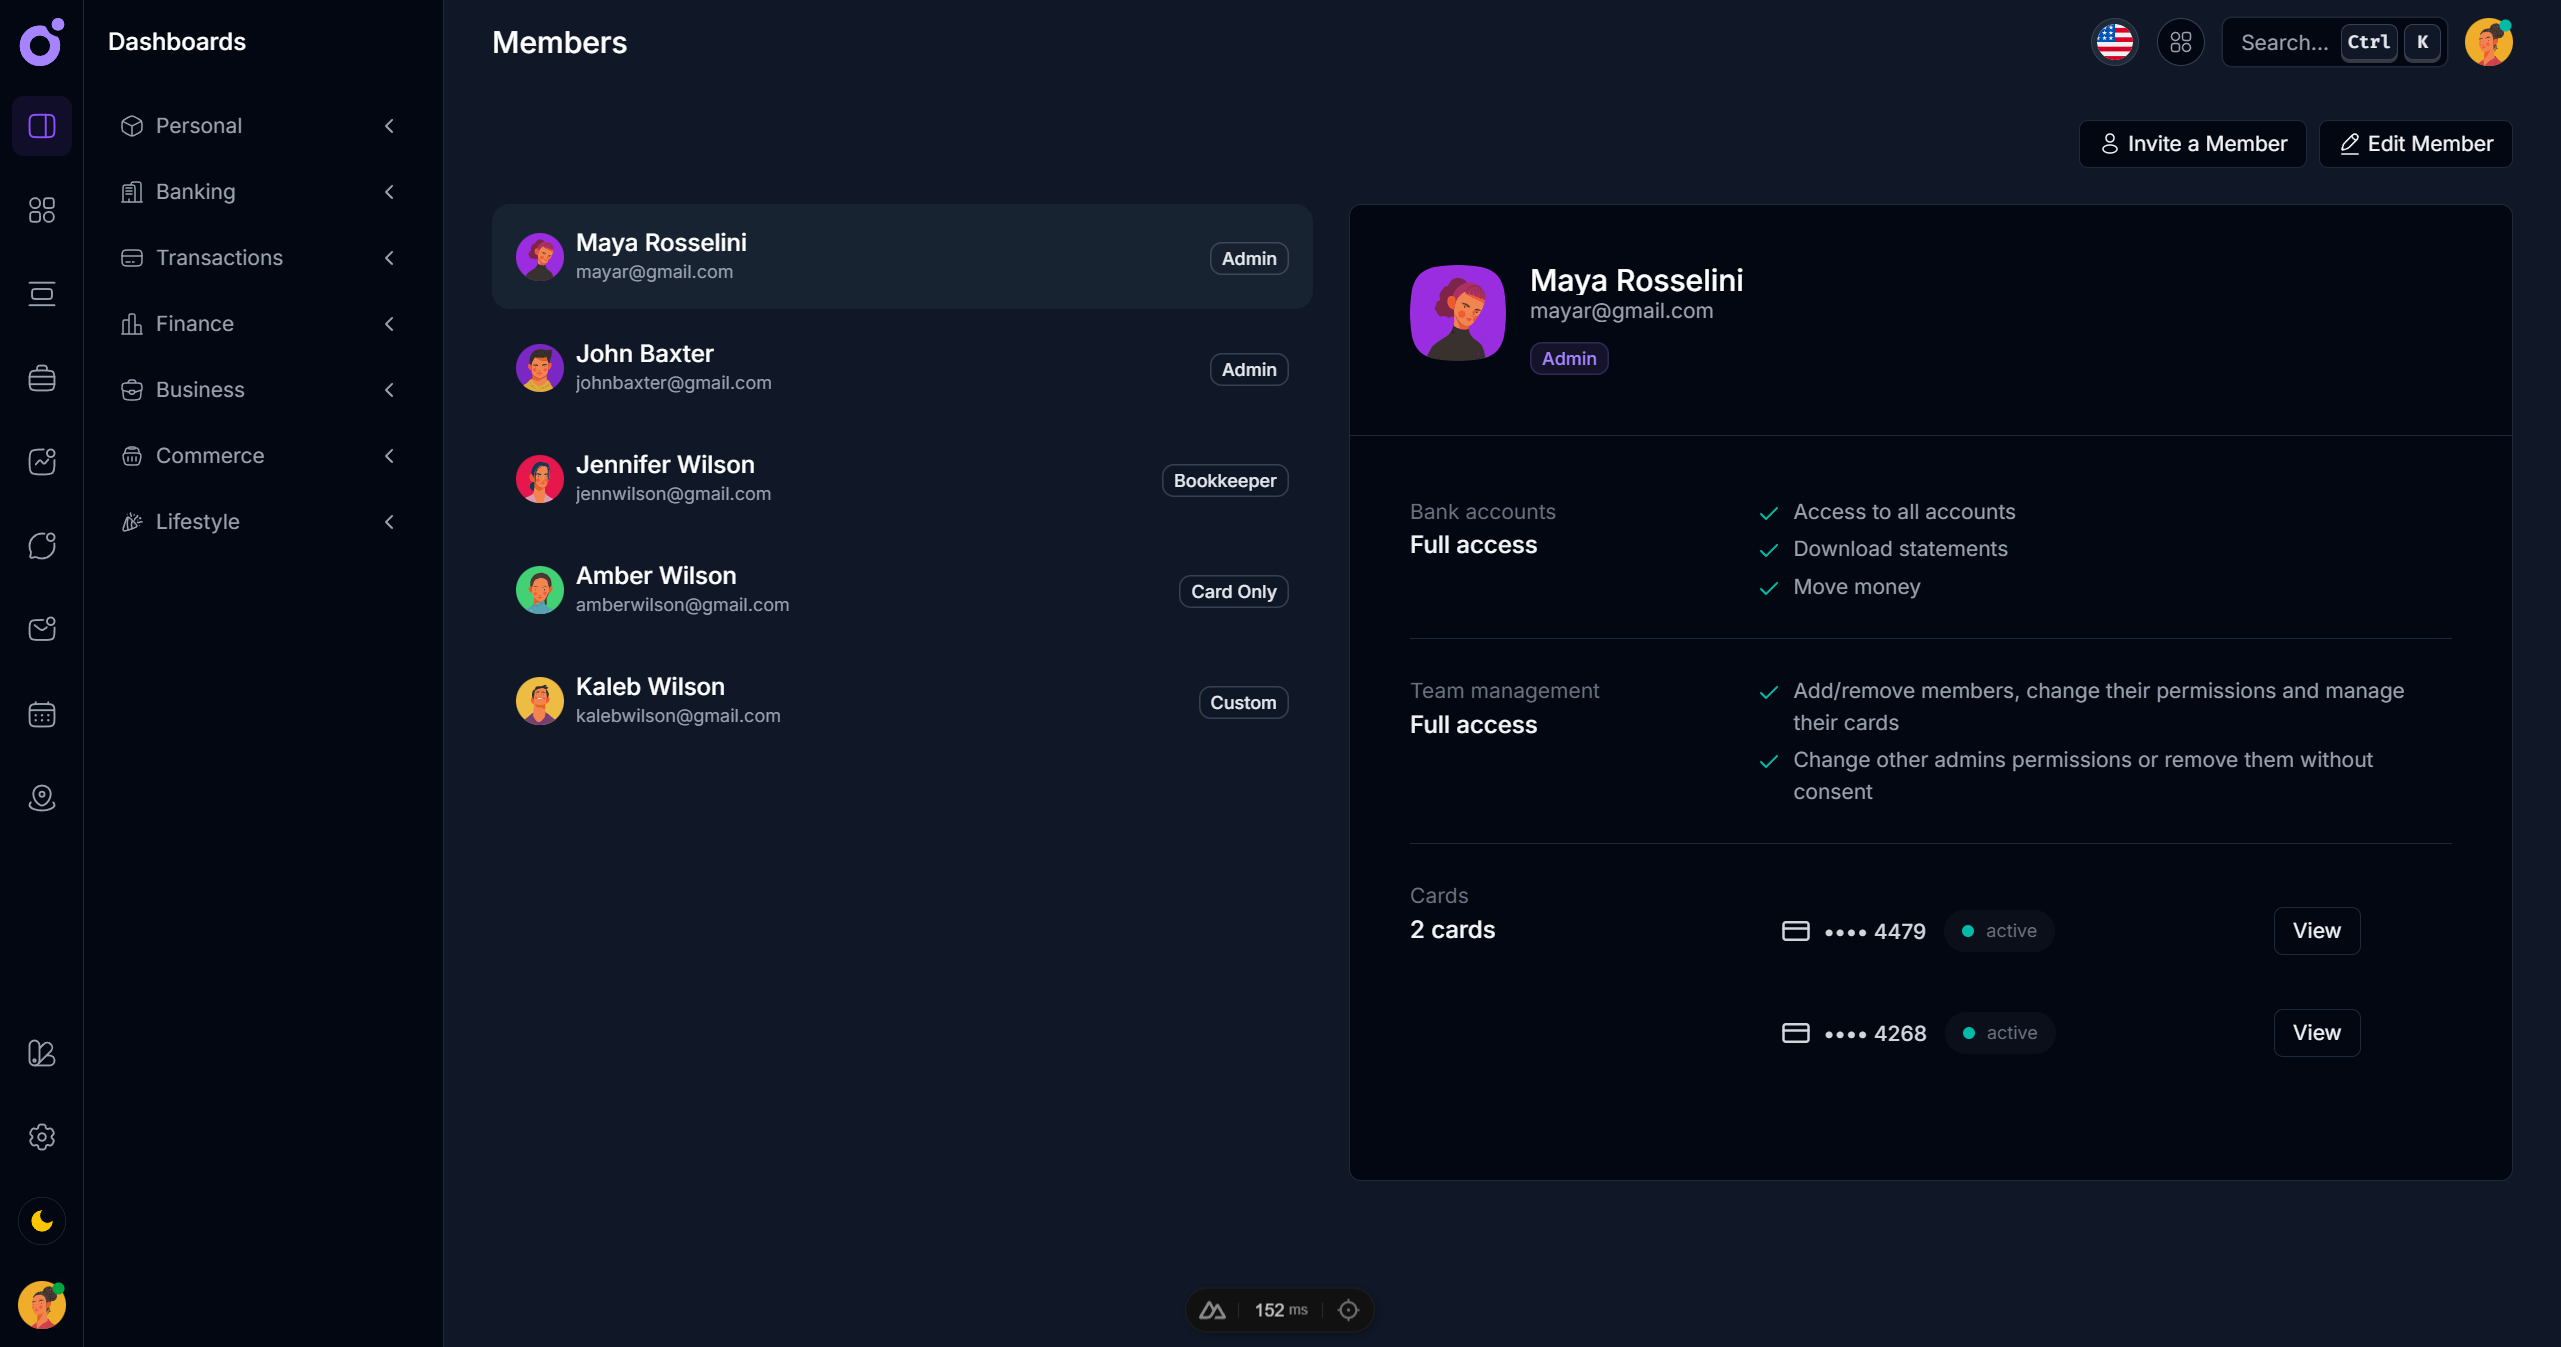 Dashboards
Personal
Banking
Transactions
Finance
Business
Commerce
Lifestyle
Members
Search...
Ctrl
K
Invite a Member
Edit Member
Maya Rosselini
mayar@gmail.com
Admin
John Baxter
johnbaxter@gmail.com
Admin
Jennifer Wilson
jennwilson@gmail.com
Bookkeeper
Amber Wilson
amberwilson@gmail.com
Card Only
Kaleb Wilson
kalebwilson@gmail.com
Custom
Maya Rosselini
mayar@gmail.com
Admin
Bank accounts
Full access
Access to all accounts
Download statements
Move money
Team management
Full access
Add/remove members, change their permissions and manage
their cards
Change other admins permissions or remove them without
consent
Cards
2 cards
•••• 4479
active
View
•••• 4268
active
View
152 ms